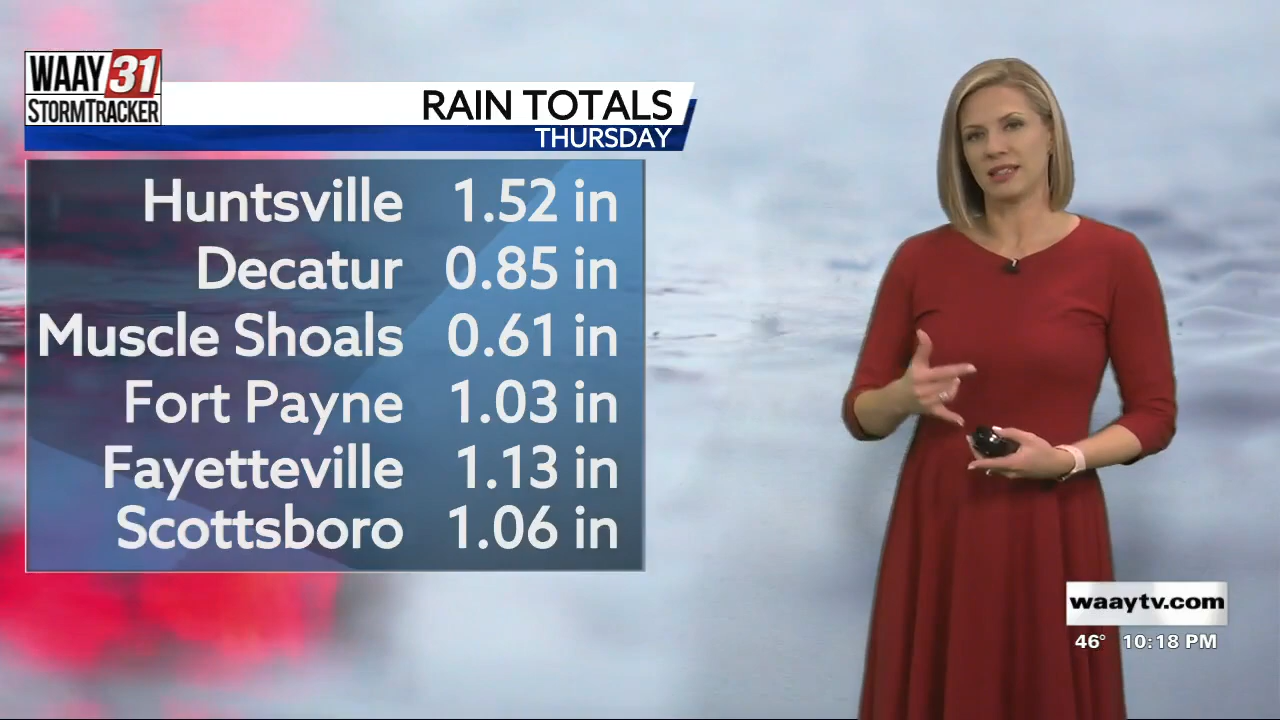 WAAY 31
STORMTRACKER
RAIN TOTALS
THURSDAY
Huntsville 1.52 in
Decatur 0.85 in
Muscle Shoals 0.61 in
Fort Payne 1.03 in
Fayetteville 1.13 in
Scottsboro 1.06 in
waaytv.com
46° 10:18 PM